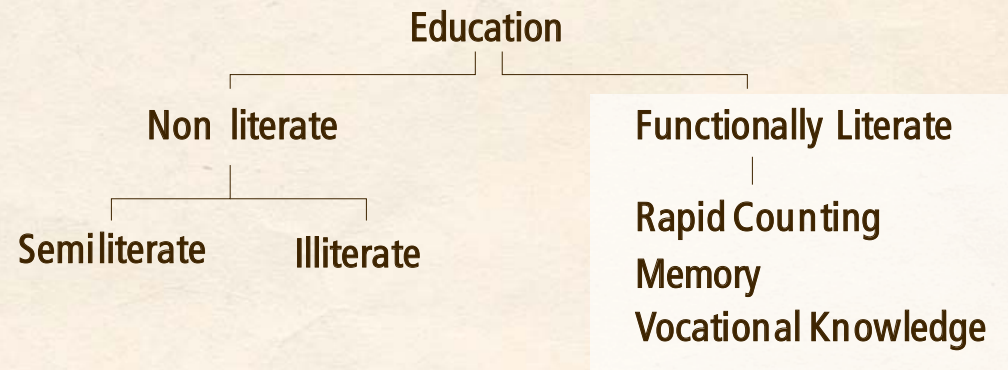 Education
Non literate
Functionally Literate
Semiliterate
Illiterate
Rapid Counting
Memory
Vocational Knowledge